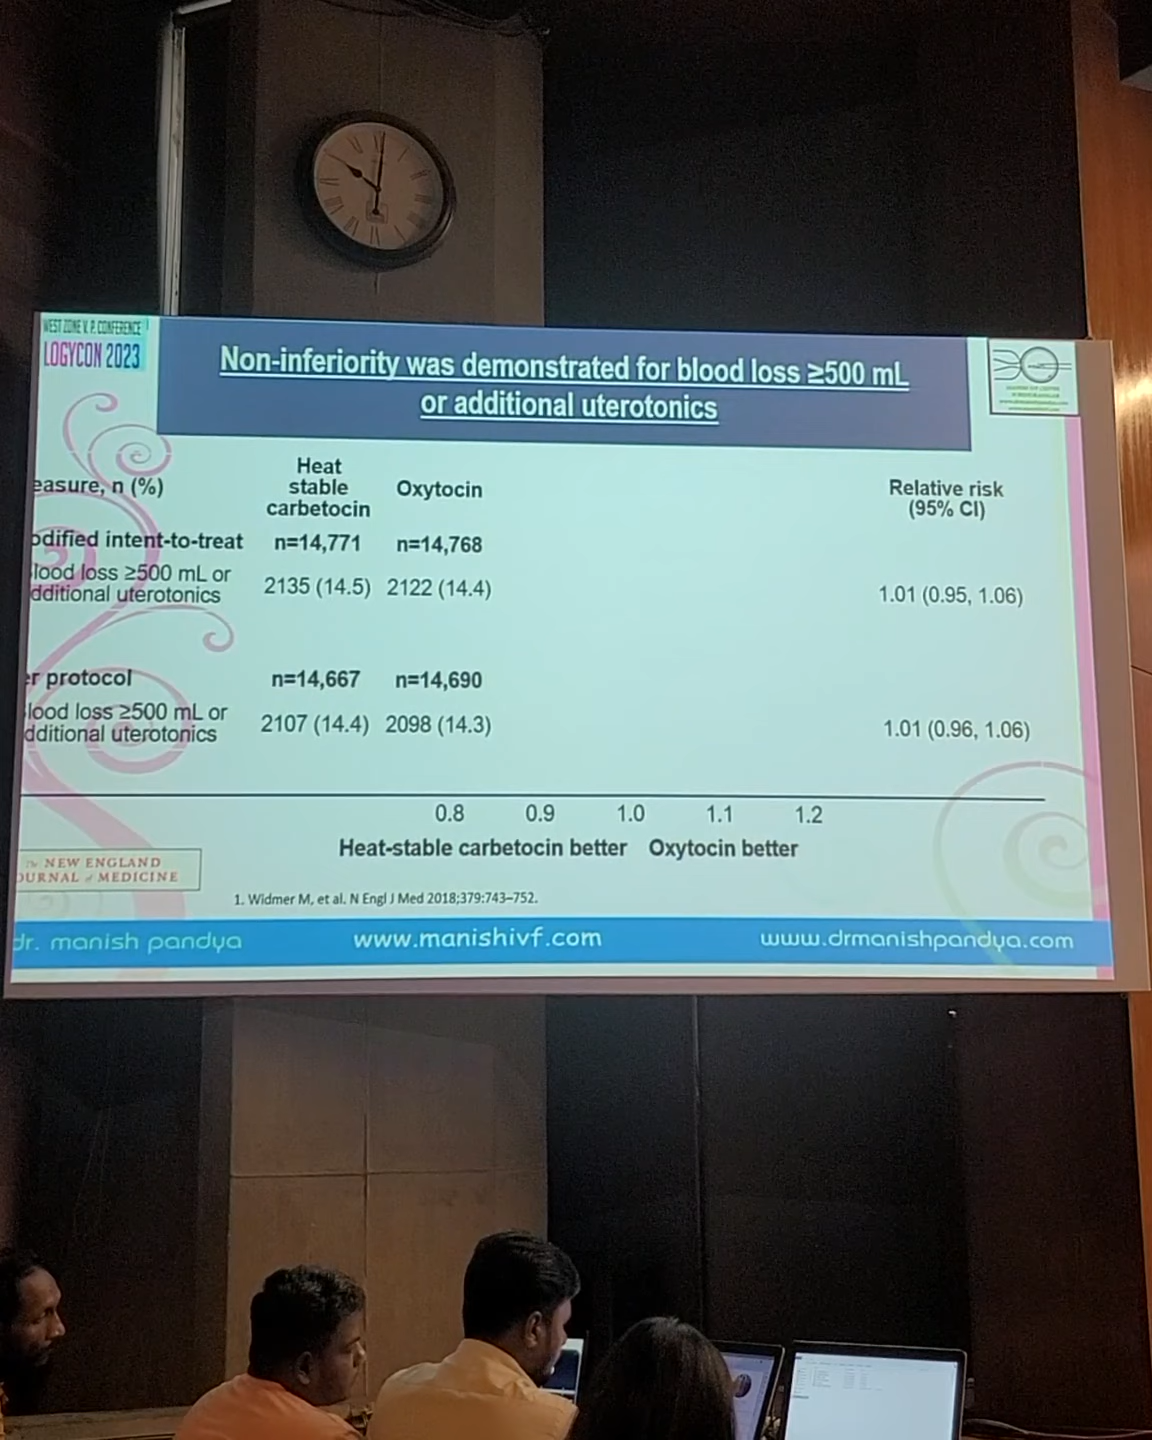 WEST ZONE V. P. CONFERENCE
LOGYCON 2023
Non-inferiority was demonstrated for blood loss ≥500 mL
or additional uterotonics
easure, n (%)
Heat
stable
carbetocin
Oxytocin
Relative risk
(95% CI)
odified intent-to-treat n=14,771 n=14,768
lood loss ≥500 mL or
dditional uterotonics
2135 (14.5) 2122 (14.4)
1.01 (0.95, 1.06)
er protocol n=14,667 n=14,690
lood loss ≥500 mL or
dditional uterotonics
2107 (14.4) 2098 (14.3)
1.01 (0.96, 1.06)
0.8 0.9 1.0 1.1 1.2
Heat-stable carbetocin better Oxytocin better
The NEW ENGLAND
OURNAL of MEDICINE
1. Widmer M, et al. N Engl J Med 2018;379:743–752.
dr. manish pandya www.manishivf.com www.drmanishpandya.com